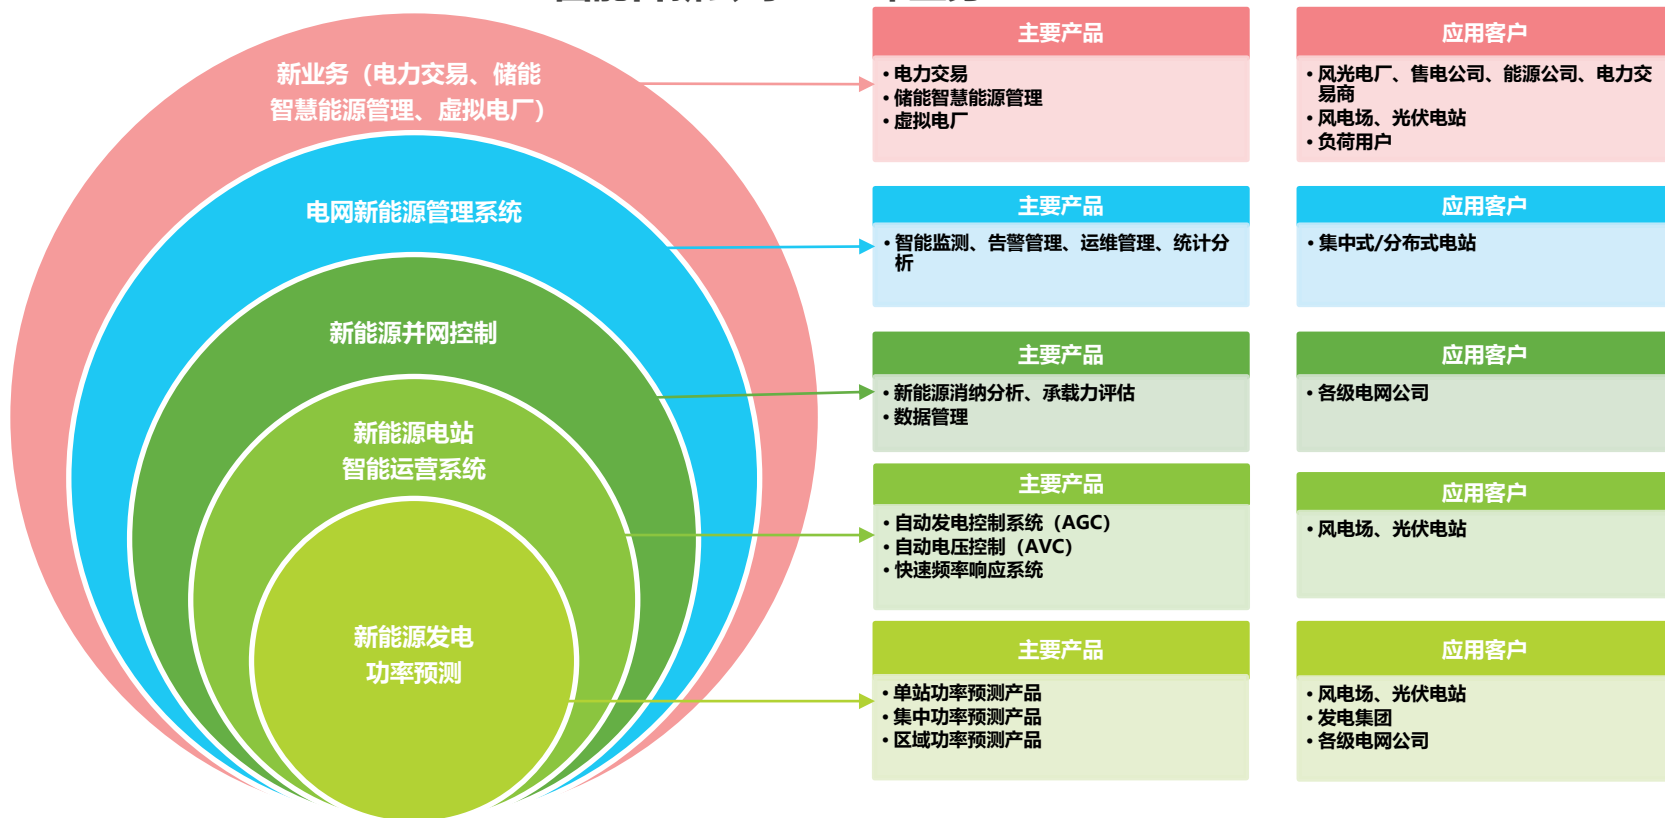 新业务（电力交易、储能
智慧能源管理、虚拟电厂）
电网新能源管理系统
新能源并网控制
新能源电站
智能运营系统
新能源发电
功率预测
主要产品
• 电力交易
• 储能智慧能源管理
• 虚拟电厂
应用客户
• 风光电厂、售电公司、能源公司、电力交
易商
• 风电场、光伏电站
• 负荷用户
主要产品
• 智能监测、告警管理、运维管理、统计分
析
应用客户
• 集中式/分布式电站
主要产品
• 新能源消纳分析、承载力评估
• 数据管理
应用客户
• 各级电网公司
主要产品
• 自动发电控制系统（AGC）
• 自动电压控制（AVC）
• 快速频率响应系统
应用客户
• 风电场、光伏电站
主要产品
• 单站功率预测产品
• 集中功率预测产品
• 区域功率预测产品
应用客户
• 风电场、光伏电站
• 发电集团
• 各级电网公司